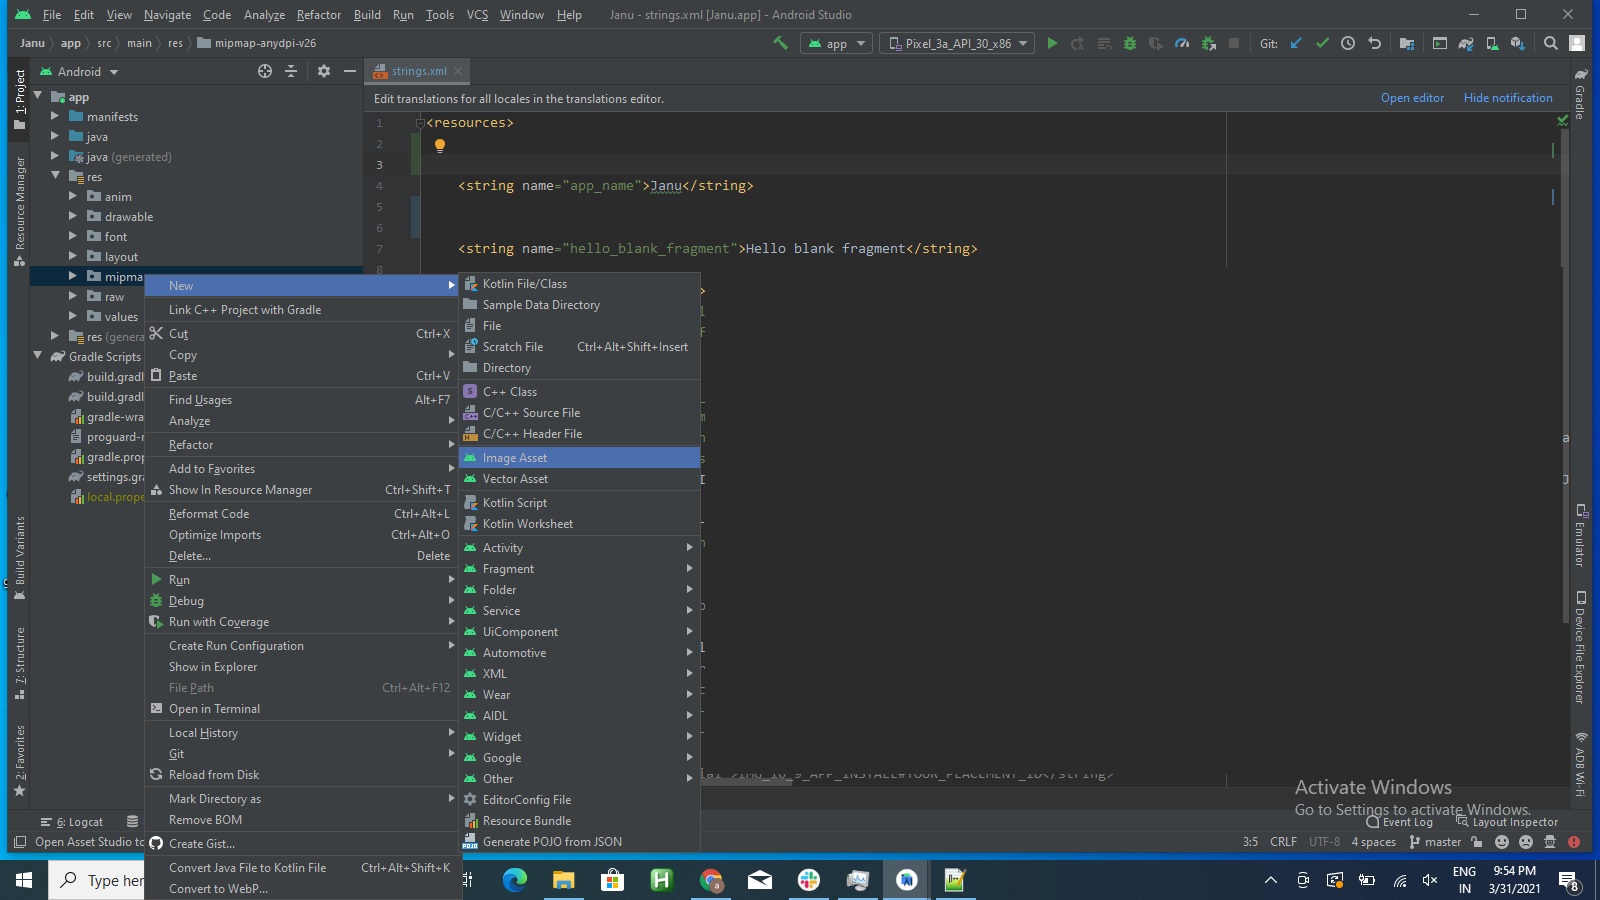 File Edit View Navigate Code Analyze Refactor Build Run Tools VCS Window Help Janu - strings.xml [Janu.app] - Android Studio
Janu app src main res mipmap-anydpi-v26 app Pixel_3a_API_30_x86 Git:
Android strings.xml
Edit translations for all locales in the translations editor. Open editor Hide notification
1: Project
Resource Manager
Build Variants
7: Structure
2: Favorites
app
manifests
java
java (generated)
res
anim
drawable
font
layout
mipma
raw
values
res (genera
Gradle Scripts
build.gradl
build.gradl
gradle-wra
proguard-r
gradle.prop
settings.gra
local.prope
1 <resources>
2
3
4 <string name="app_name">Janu</string>
5
6
7 <string name="hello_blank_fragment">Hello blank fragment</string>
8
New
Link C++ Project with Gradle
Cut Ctrl+X
Copy
Paste Ctrl+V
Find Usages Alt+F7
Analyze
Refactor
Add to Favorites
Show In Resource Manager Ctrl+Shift+T
Reformat Code Ctrl+Alt+L
Optimize Imports Ctrl+Alt+O
Delete... Delete
Run
Debug
Run with Coverage
Create Run Configuration
Show in Explorer
File Path Ctrl+Alt+F12
Open in Terminal
Local History
Git
Reload from Disk
Mark Directory as
Remove BOM
Create Gist...
Convert Java File to Kotlin File Ctrl+Alt+Shift+K
Convert to WebP...
Kotlin File/Class
Sample Data Directory
File
Scratch File Ctrl+Alt+Shift+Insert
Directory
C++ Class
C/C++ Source File
C/C++ Header File
Image Asset
Vector Asset
Kotlin Script
Kotlin Worksheet
Activity
Fragment
Folder
Service
UiComponent
Automotive
XML
Wear
AIDL
Widget
Google
Other
EditorConfig File
Resource Bundle
Generate POJO from JSON
Gradle
Emulator
Device File Explorer
ADB Wi-Fi
Activate Windows
Go to Settings to activate Windows.
6: Logcat Event Log Layout Inspector
Open Asset Studio to 3:5 CRLF UTF-8 4 spaces master
Type her ENG IN 9:54 PM 3/31/2021 8